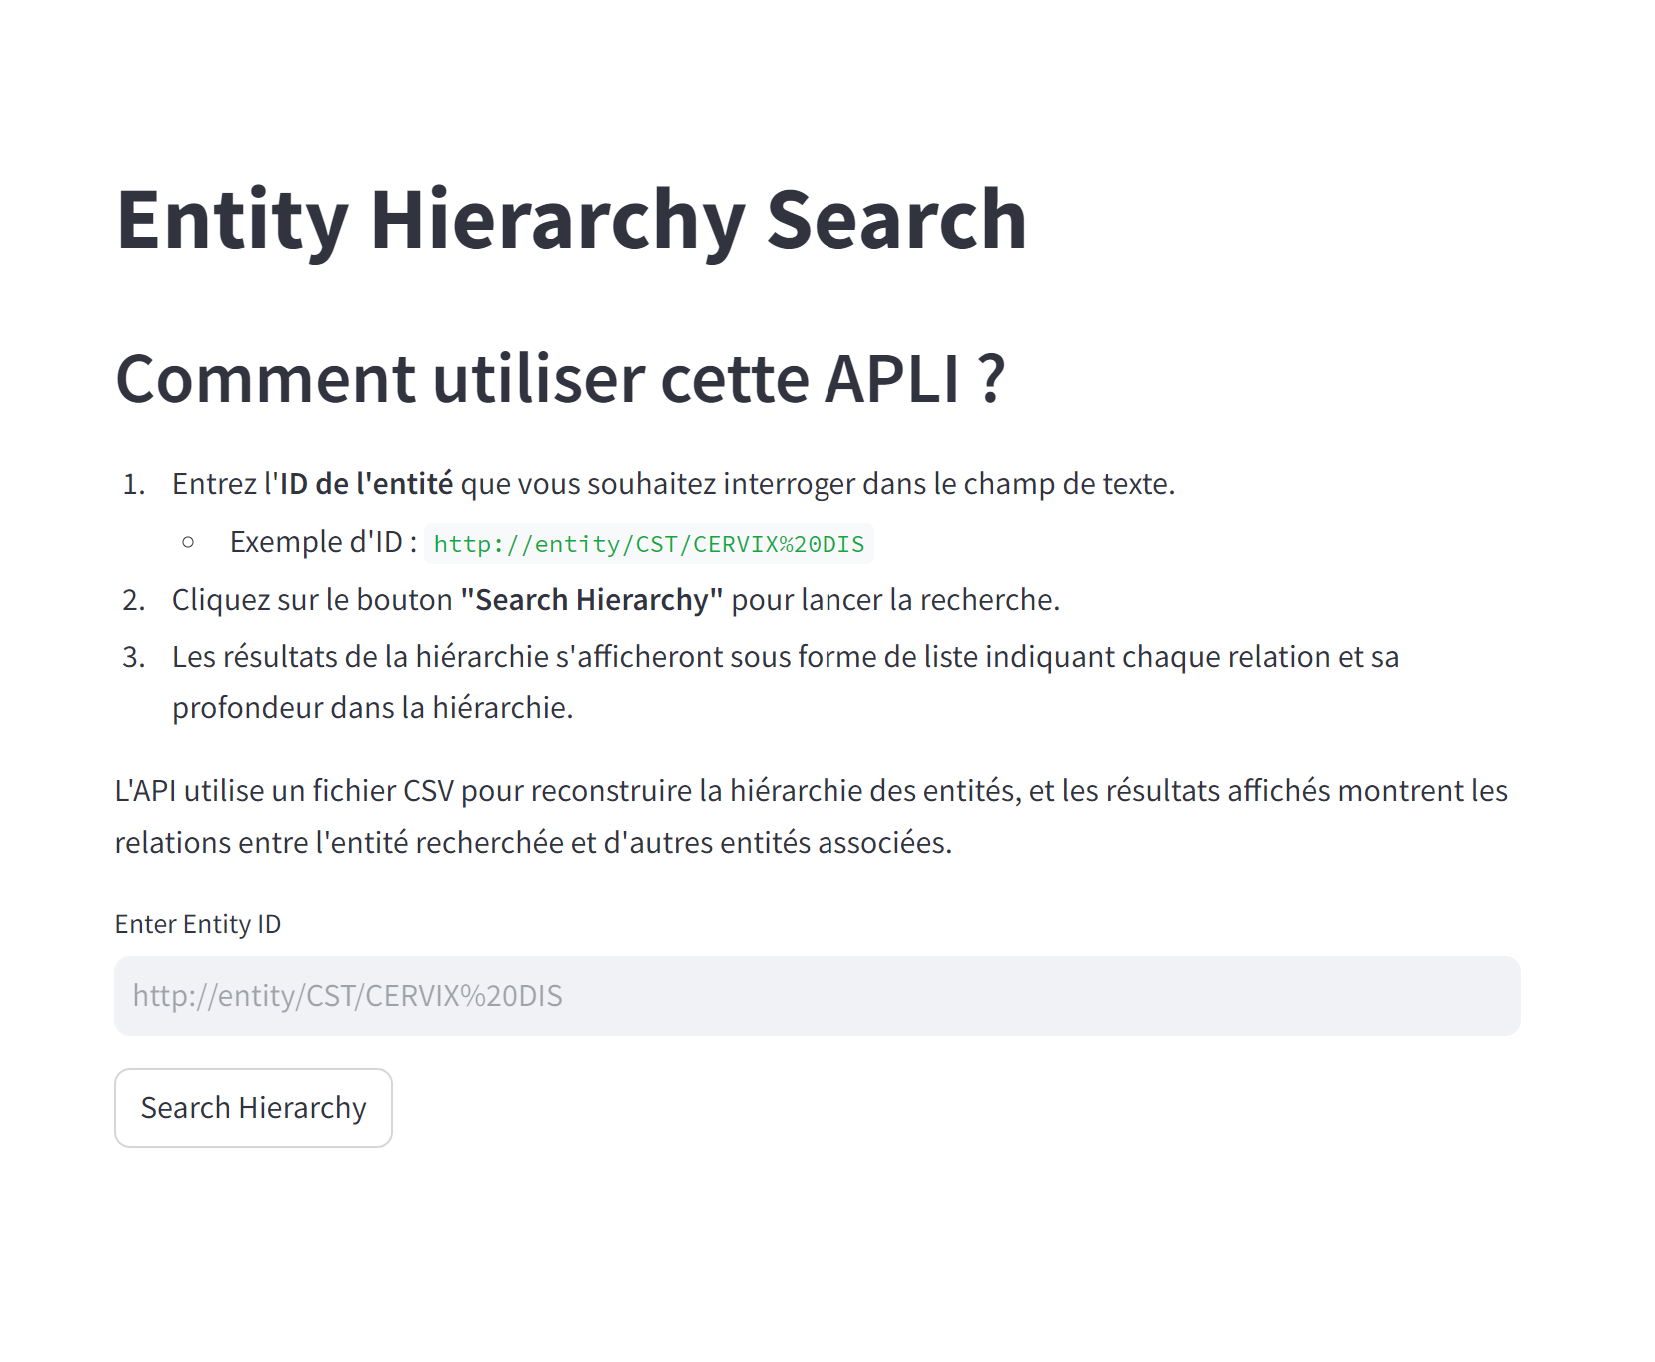 Entity Hierarchy Search
Comment utiliser cette APLI ?
1. Entrez l'ID de l'entité que vous souhaitez interroger dans le champ de texte.
○ Exemple d'ID : http://entity/CST/CERVIX%20DIS
2. Cliquez sur le bouton "Search Hierarchy" pour lancer la recherche.
3. Les résultats de la hiérarchie s'afficheront sous forme de liste indiquant chaque relation et sa
profondeur dans la hiérarchie.
L'API utilise un fichier CSV pour reconstruire la hiérarchie des entités, et les résultats affichés montrent les
relations entre l'entité recherchée et d'autres entités associées.
Enter Entity ID
http://entity/CST/CERVIX%20DIS
Search Hierarchy